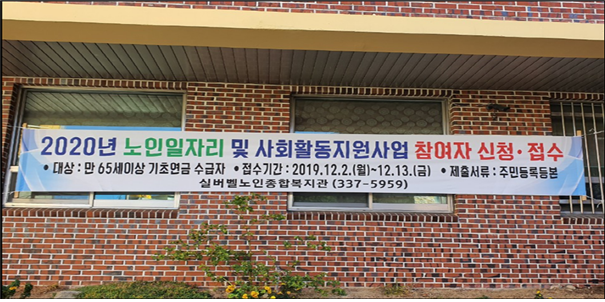 2020년 노인일자리 및 사회활동지원사업 참여자 신청·접수
• 대상 : 만 65세이상 기초연금 수급자 • 접수기간 : 2019.12.2.(월)~12.13.(금) • 제출서류 : 주민등록등본
실버벨노인종합복지관 (337-5959)